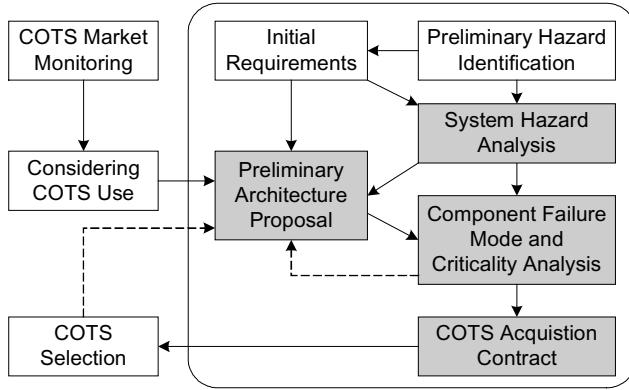 COTS Market
Monitoring
Initial
Requirements
Preliminary Hazard
Identification
System Hazard
Analysis
Considering
COTS Use
Preliminary
Architecture
Proposal
Component Failure
Mode and
Criticality Analysis
COTS
Selection
COTS Acquistion
Contract